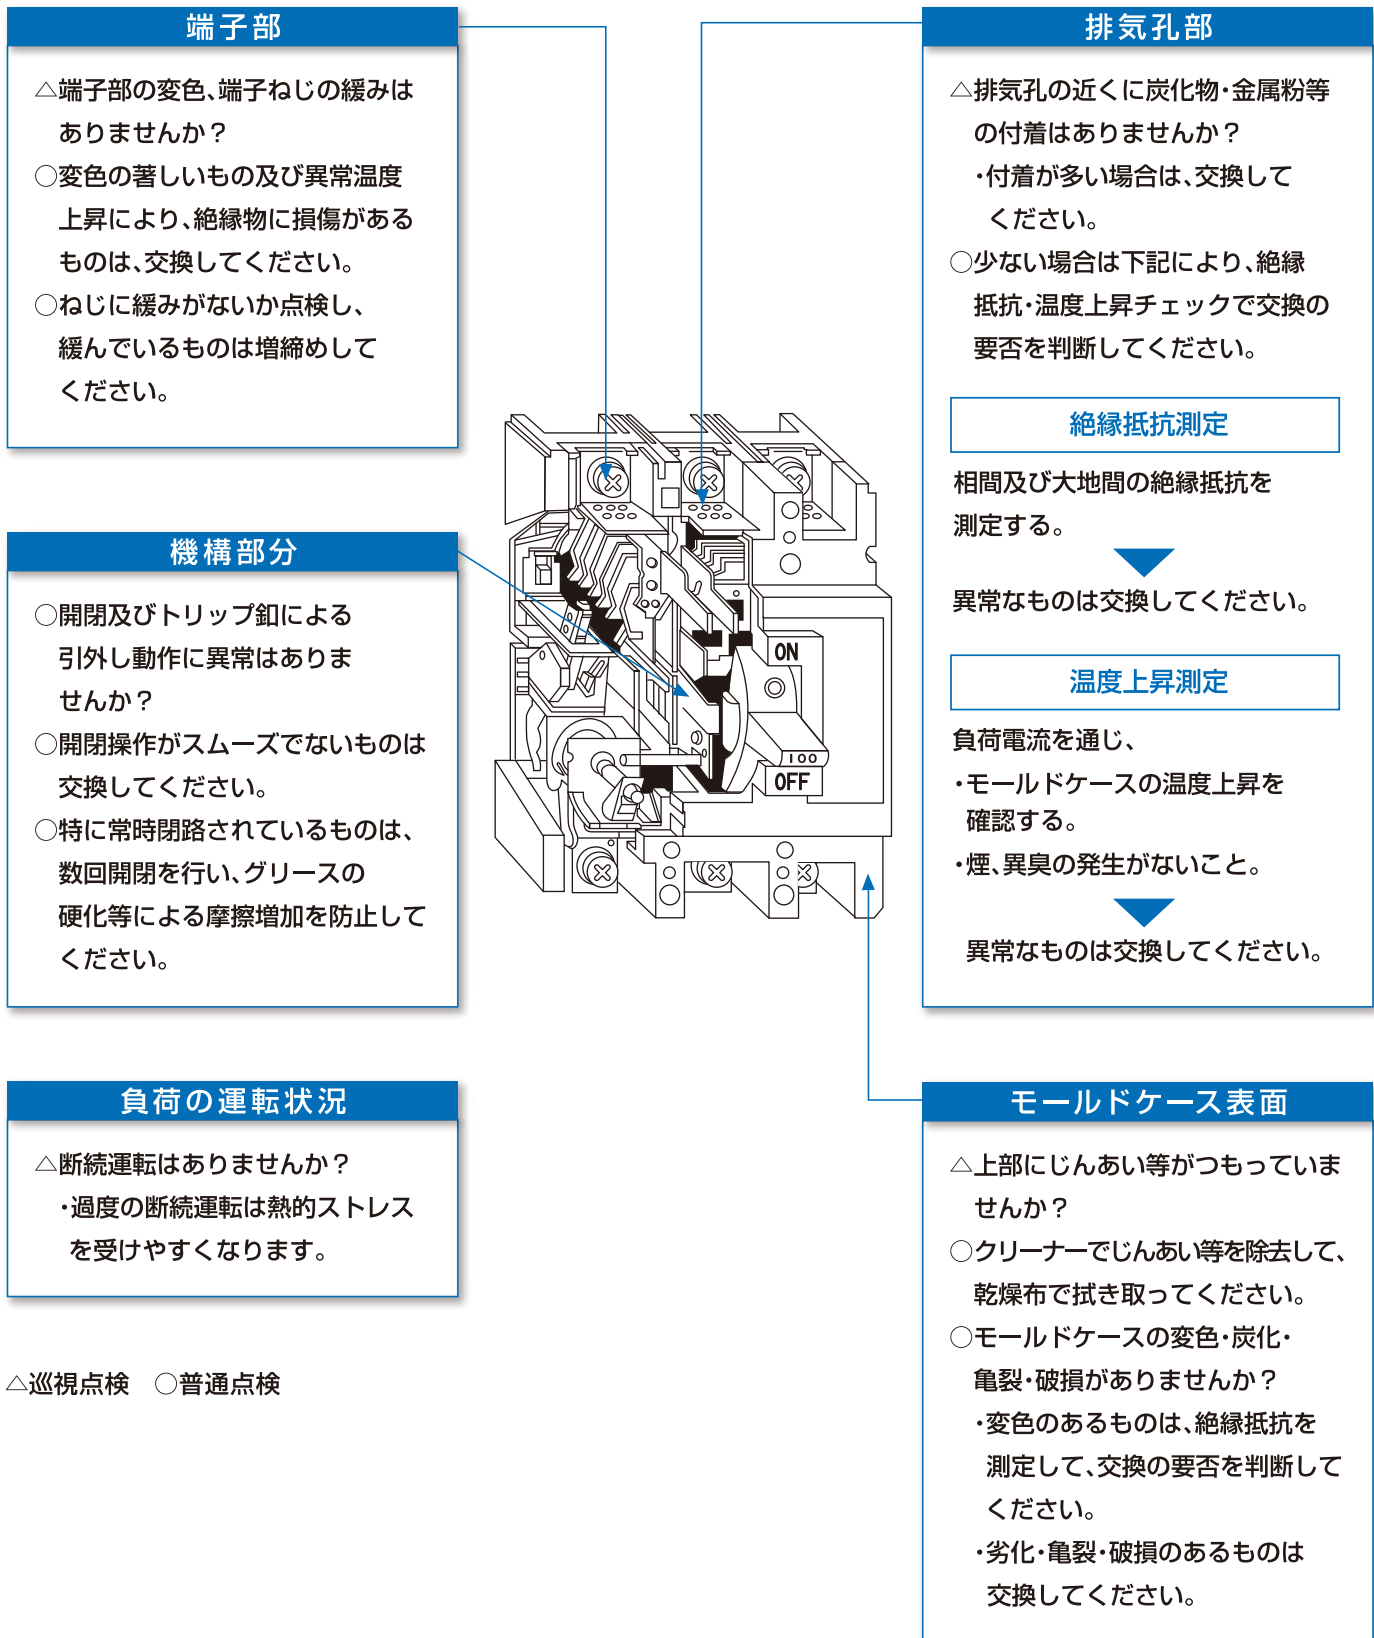 端子部
△端子部の変色、端子ねじの緩みは
ありませんか？
○変色の著しいもの及び異常温度
上昇により、絶縁物に損傷がある
ものは、交換してください。
○ねじに緩みがないか点検し、
緩んでいるものは増締めして
ください。
機構部分
○開閉及びトリップ釦による
引外し動作に異常はありま
せんか？
○開閉操作がスムーズでないものは
交換してください。
○特に常時閉路されているものは、
数回開閉を行い、グリースの
硬化等による摩擦増加を防止して
ください。
負荷の運転状況
△断続運転はありませんか？
・過度の断続運転は熱的ストレス
を受けやすくなります。
△巡視点検　○普通点検
ON
100
OFF
排気孔部
△排気孔の近くに炭化物・金属粉等
の付着はありませんか？
・付着が多い場合は、交換して
ください。
○少ない場合は下記により、絶縁
抵抗・温度上昇チェックで交換の
要否を判断してください。
絶縁抵抗測定
相間及び大地間の絶縁抵抗を
測定する。
異常なものは交換してください。
温度上昇測定
負荷電流を通じ、
・モールドケースの温度上昇を
確認する。
・煙、異臭の発生がないこと。
異常なものは交換してください。
モールドケース表面
△上部にじんあい等がつもっていま
せんか？
○クリーナーでじんあい等を除去して、
乾燥布で拭き取ってください。
○モールドケースの変色・炭化・
亀裂・破損がありませんか？
・変色のあるものは、絶縁抵抗を
測定して、交換の要否を判断して
ください。
・劣化・亀裂・破損のあるものは
交換してください。